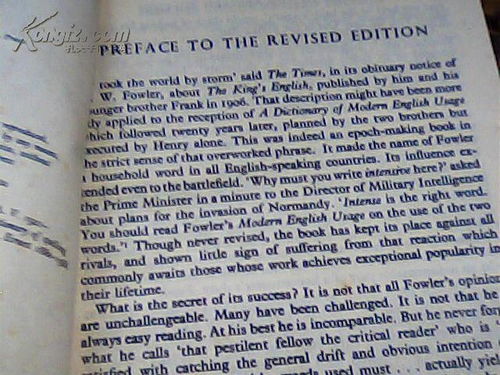 Kongfz.com
PREFACE TO THE REVISED EDITION
took the world by storm' said The Times, in its obituary notice of
. W. Fowler, about The King's English, published by him and his
unger brother Frank in 1906. That description might have been more
ly applied to the reception of A Dictionary of Modern English Usage
hich followed twenty years later, planned by the two brothers but
xecuted by Henry alone. This was indeed an epoch-making book in
he strict sense of that overworked phrase. It made the name of Fowler
household word in all English-speaking countries. Its influence ex-
ended even to the battlefield. 'Why must you write intensive here?' asked
the Prime Minister in a minute to the Director of Military Intelligence
about plans for the invasion of Normandy. 'Intense is the right word.
You should read Fowler's Modern English Usage on the use of the two
words.'¹ Though never revised, the book has kept its place against all
rivals, and shown little sign of suffering from that reaction which
commonly awaits those whose work achieves exceptional popularity in
their lifetime.
What is the secret of its success? It is not that all Fowler's opinion
are unchallengeable. Many have been challenged. It is not that he
always easy reading. At his best he is incomparable. But he never for
what he calls 'that pestilent fellow the critical reader' who is
tisfied with catching the general drift and obvious intention
used must . . . actually yie